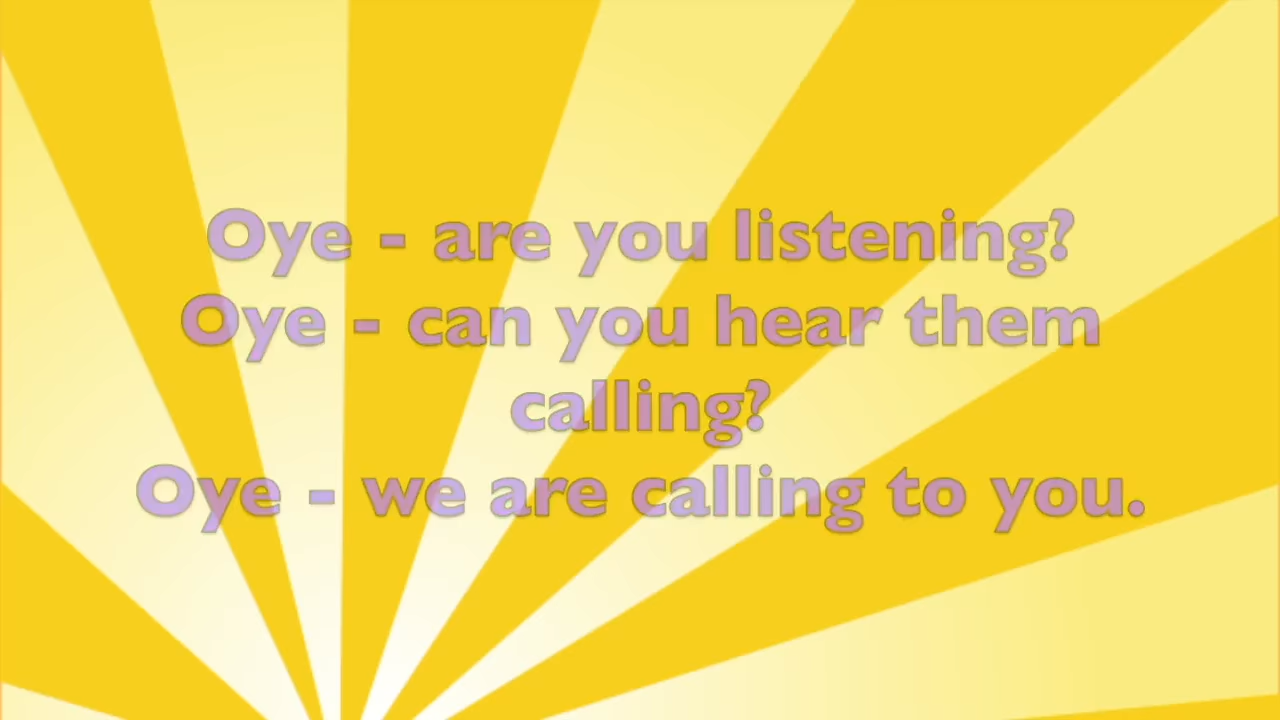 Oye - are you listening?
Oye - can you hear them
calling?
Oye - we are calling to you.